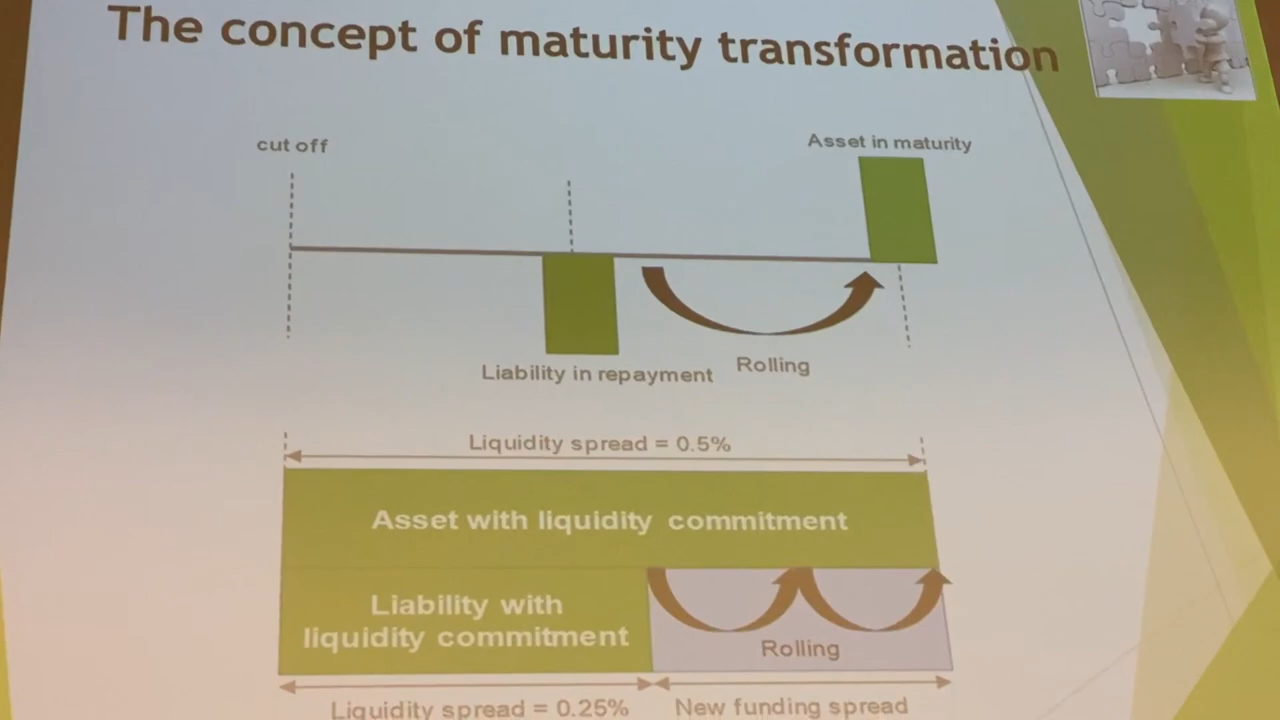 The concept of maturity transformation
cut off
Asset in maturity
Liability in repayment
Rolling
Liquidity spread = 0.5%
Asset with liquidity commitment
Liability with
liquidity commitment
Rolling
Liquidity spread = 0.25%
New funding spread